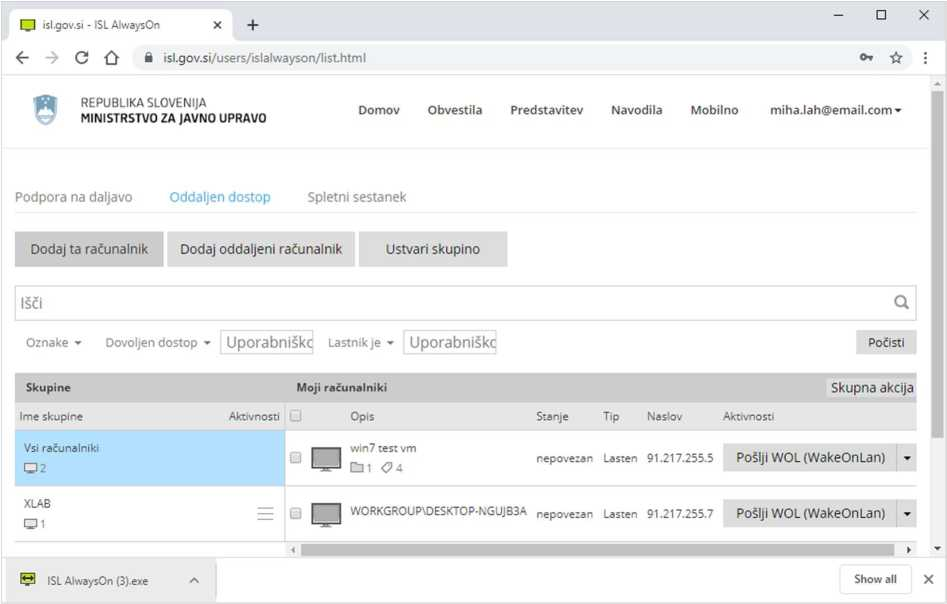 isl.gov.si - ISL AlwaysOn
isl.gov.si/users/islalwayson/list.html
REPUBLIKA SLOVENIJA
MINISTRSTVO ZA JAVNO UPRAVO
Domov Obvestila Predstavitev Navodila Mobilno miha.lah@email.com
Podpora na daljavo Oddaljen dostop Spletni sestanek
Dodaj ta računalnik Dodaj oddaljeni računalnik Ustvari skupino
Išči
Oznake Dovoljen dostop Uporabniško Lastnik je Uporabniško Počisti
Skupine Moji računalniki Skupna akcija
Ime skupine Aktivnosti Opis Stanje Tip Naslov Aktivnosti
Vsi računalniki
2
win7 test vm
1 4
nepovezan Lasten 91.217.255.5 Pošlji WOL (WakeOnLan)
XLAB
1
WORKGROUP\DESKTOP-NGUJB3A nepovezan Lasten 91.217.255.7 Pošlji WOL (WakeOnLan)
ISL AlwaysOn (3).exe Show all